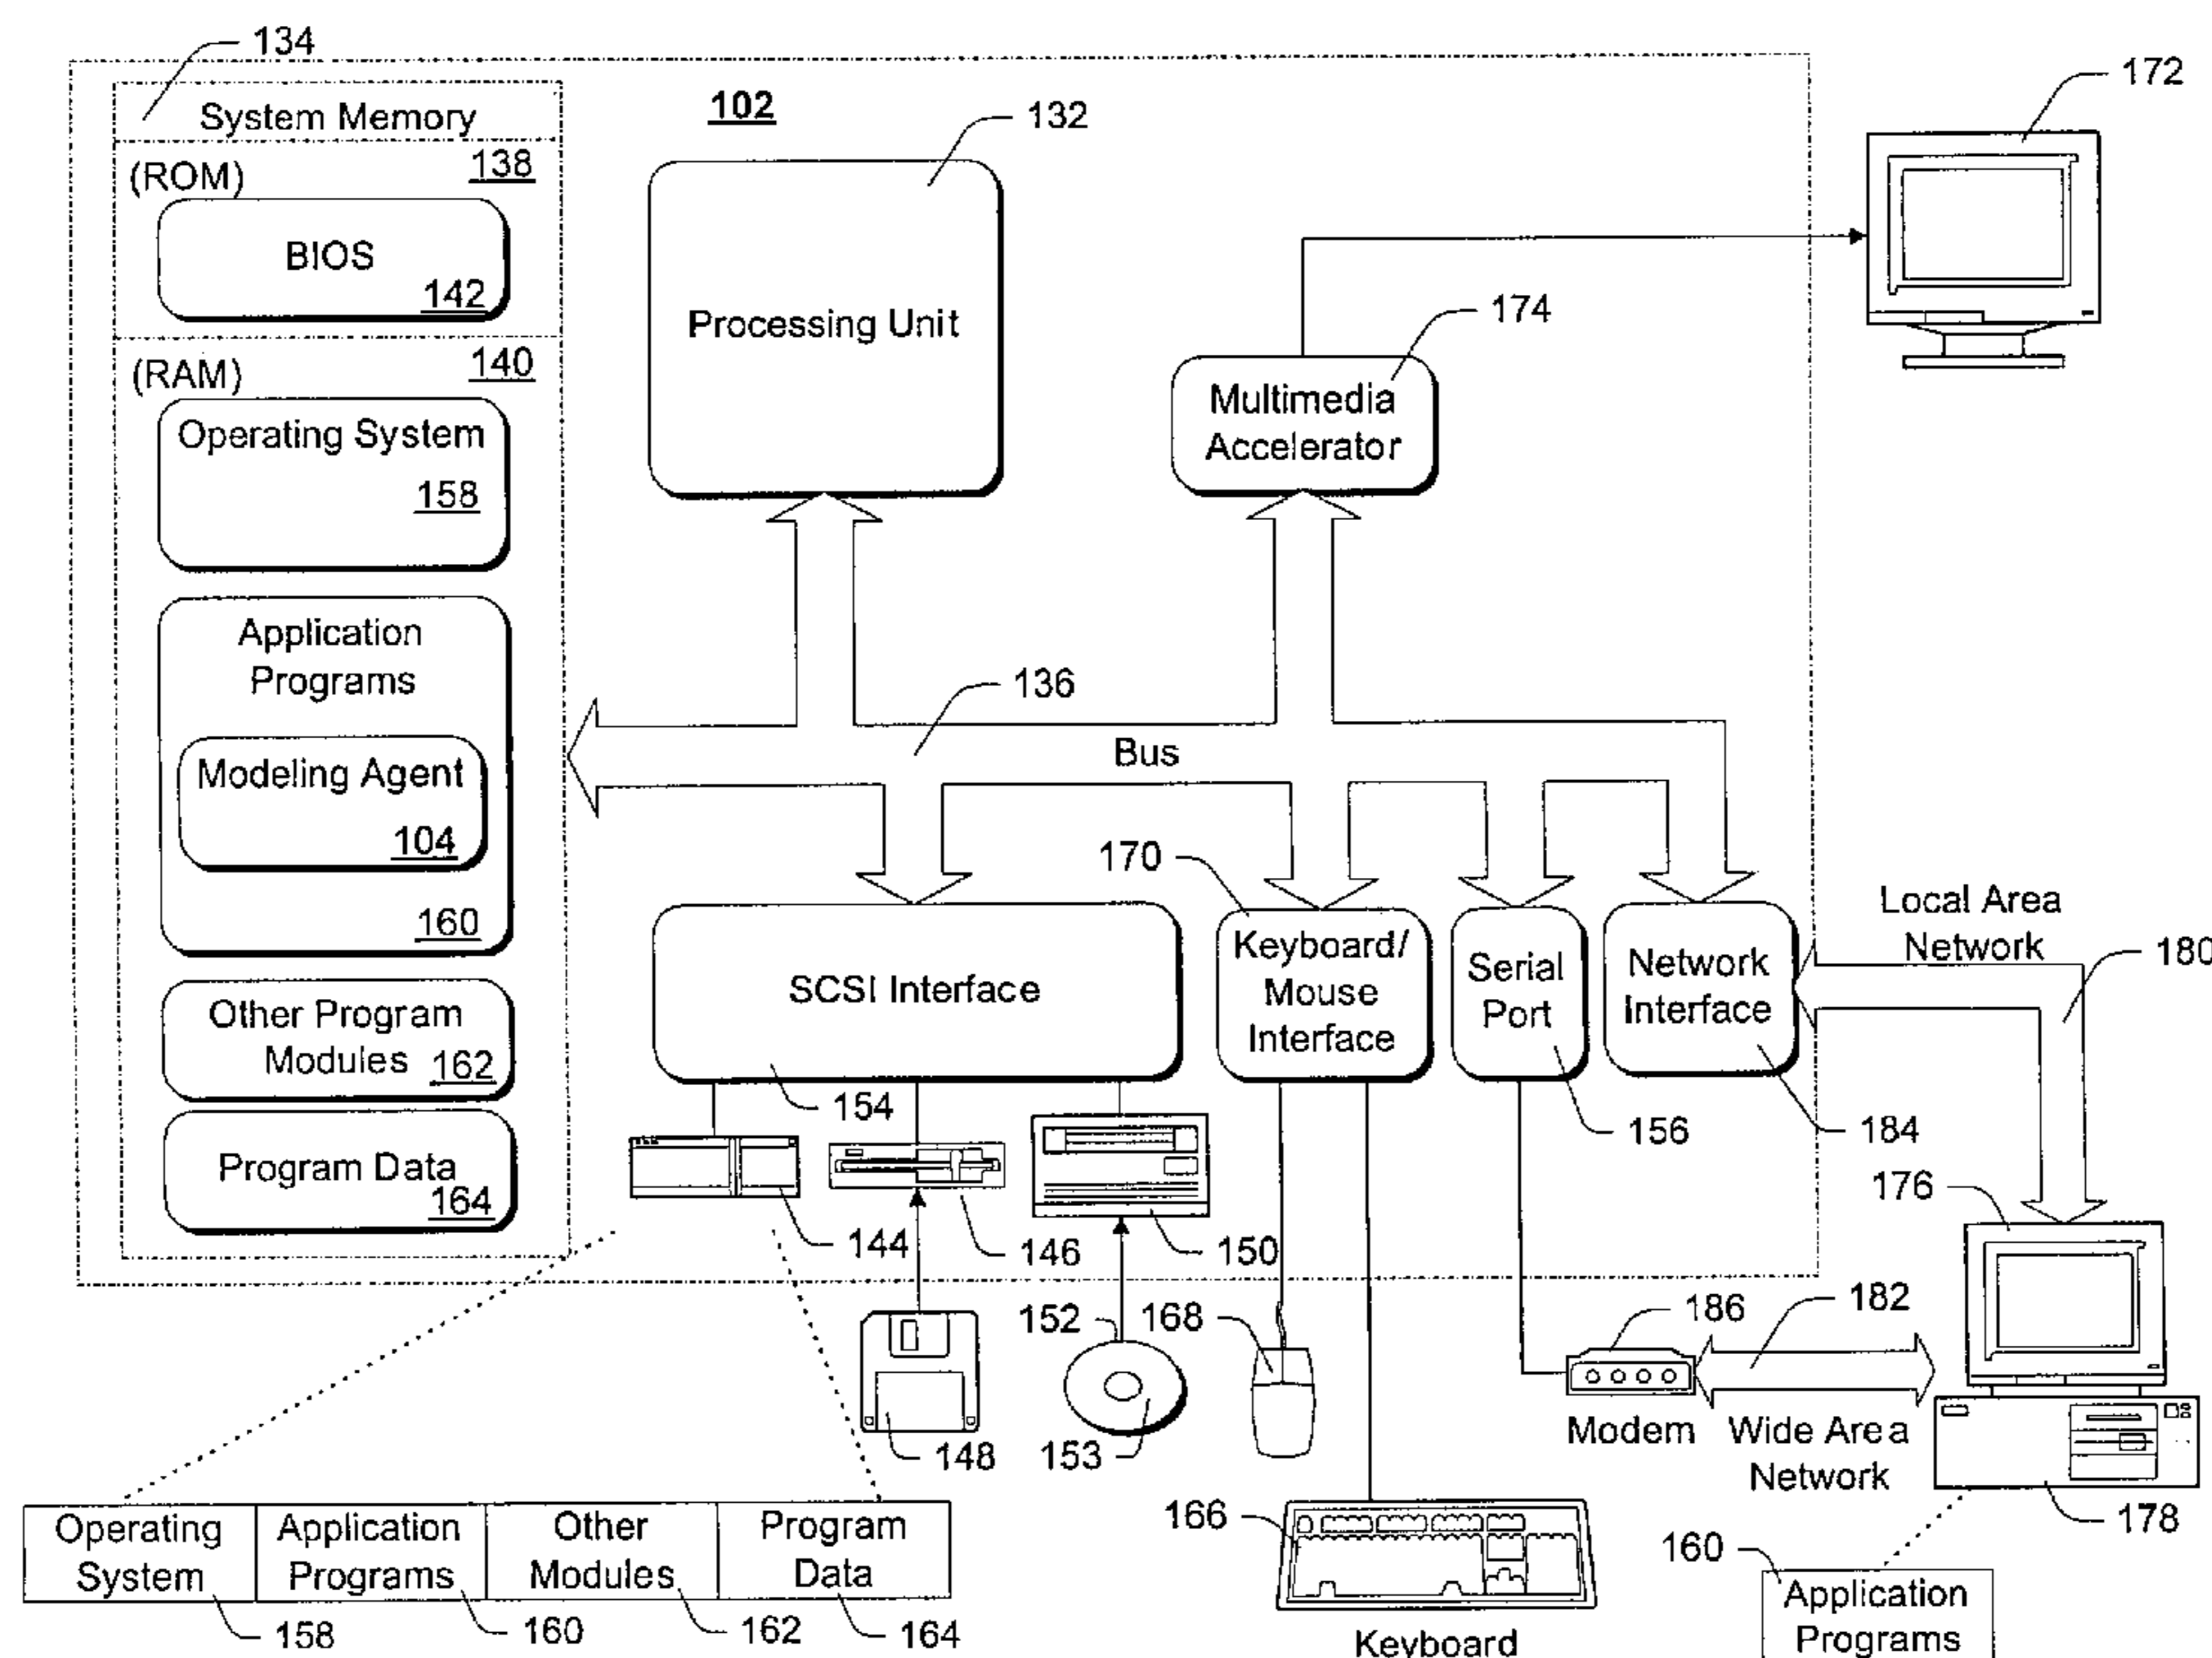 134
System Memory
(ROM)
138
BIOS
142
(RAM)
140
Operating System
158
Application
Programs
Modeling Agent
104
160
Other Program
Modules
162
Program Data
164
102
132
Processing Unit
172
174
Multimedia
Accelerator
136
Bus
170
SCSI Interface
154
Keyboard/
Mouse
Interface
Serial
Port
156
Network
Interface
184
Local Area
Network
180
144
146
150
176
152
168
186
182
148
153
Modem
Wide Area
Network
178
Operating
System
158
Application
Programs
160
Other
Modules
162
Program
Data
164
166
Keyboard
160
Application
Programs